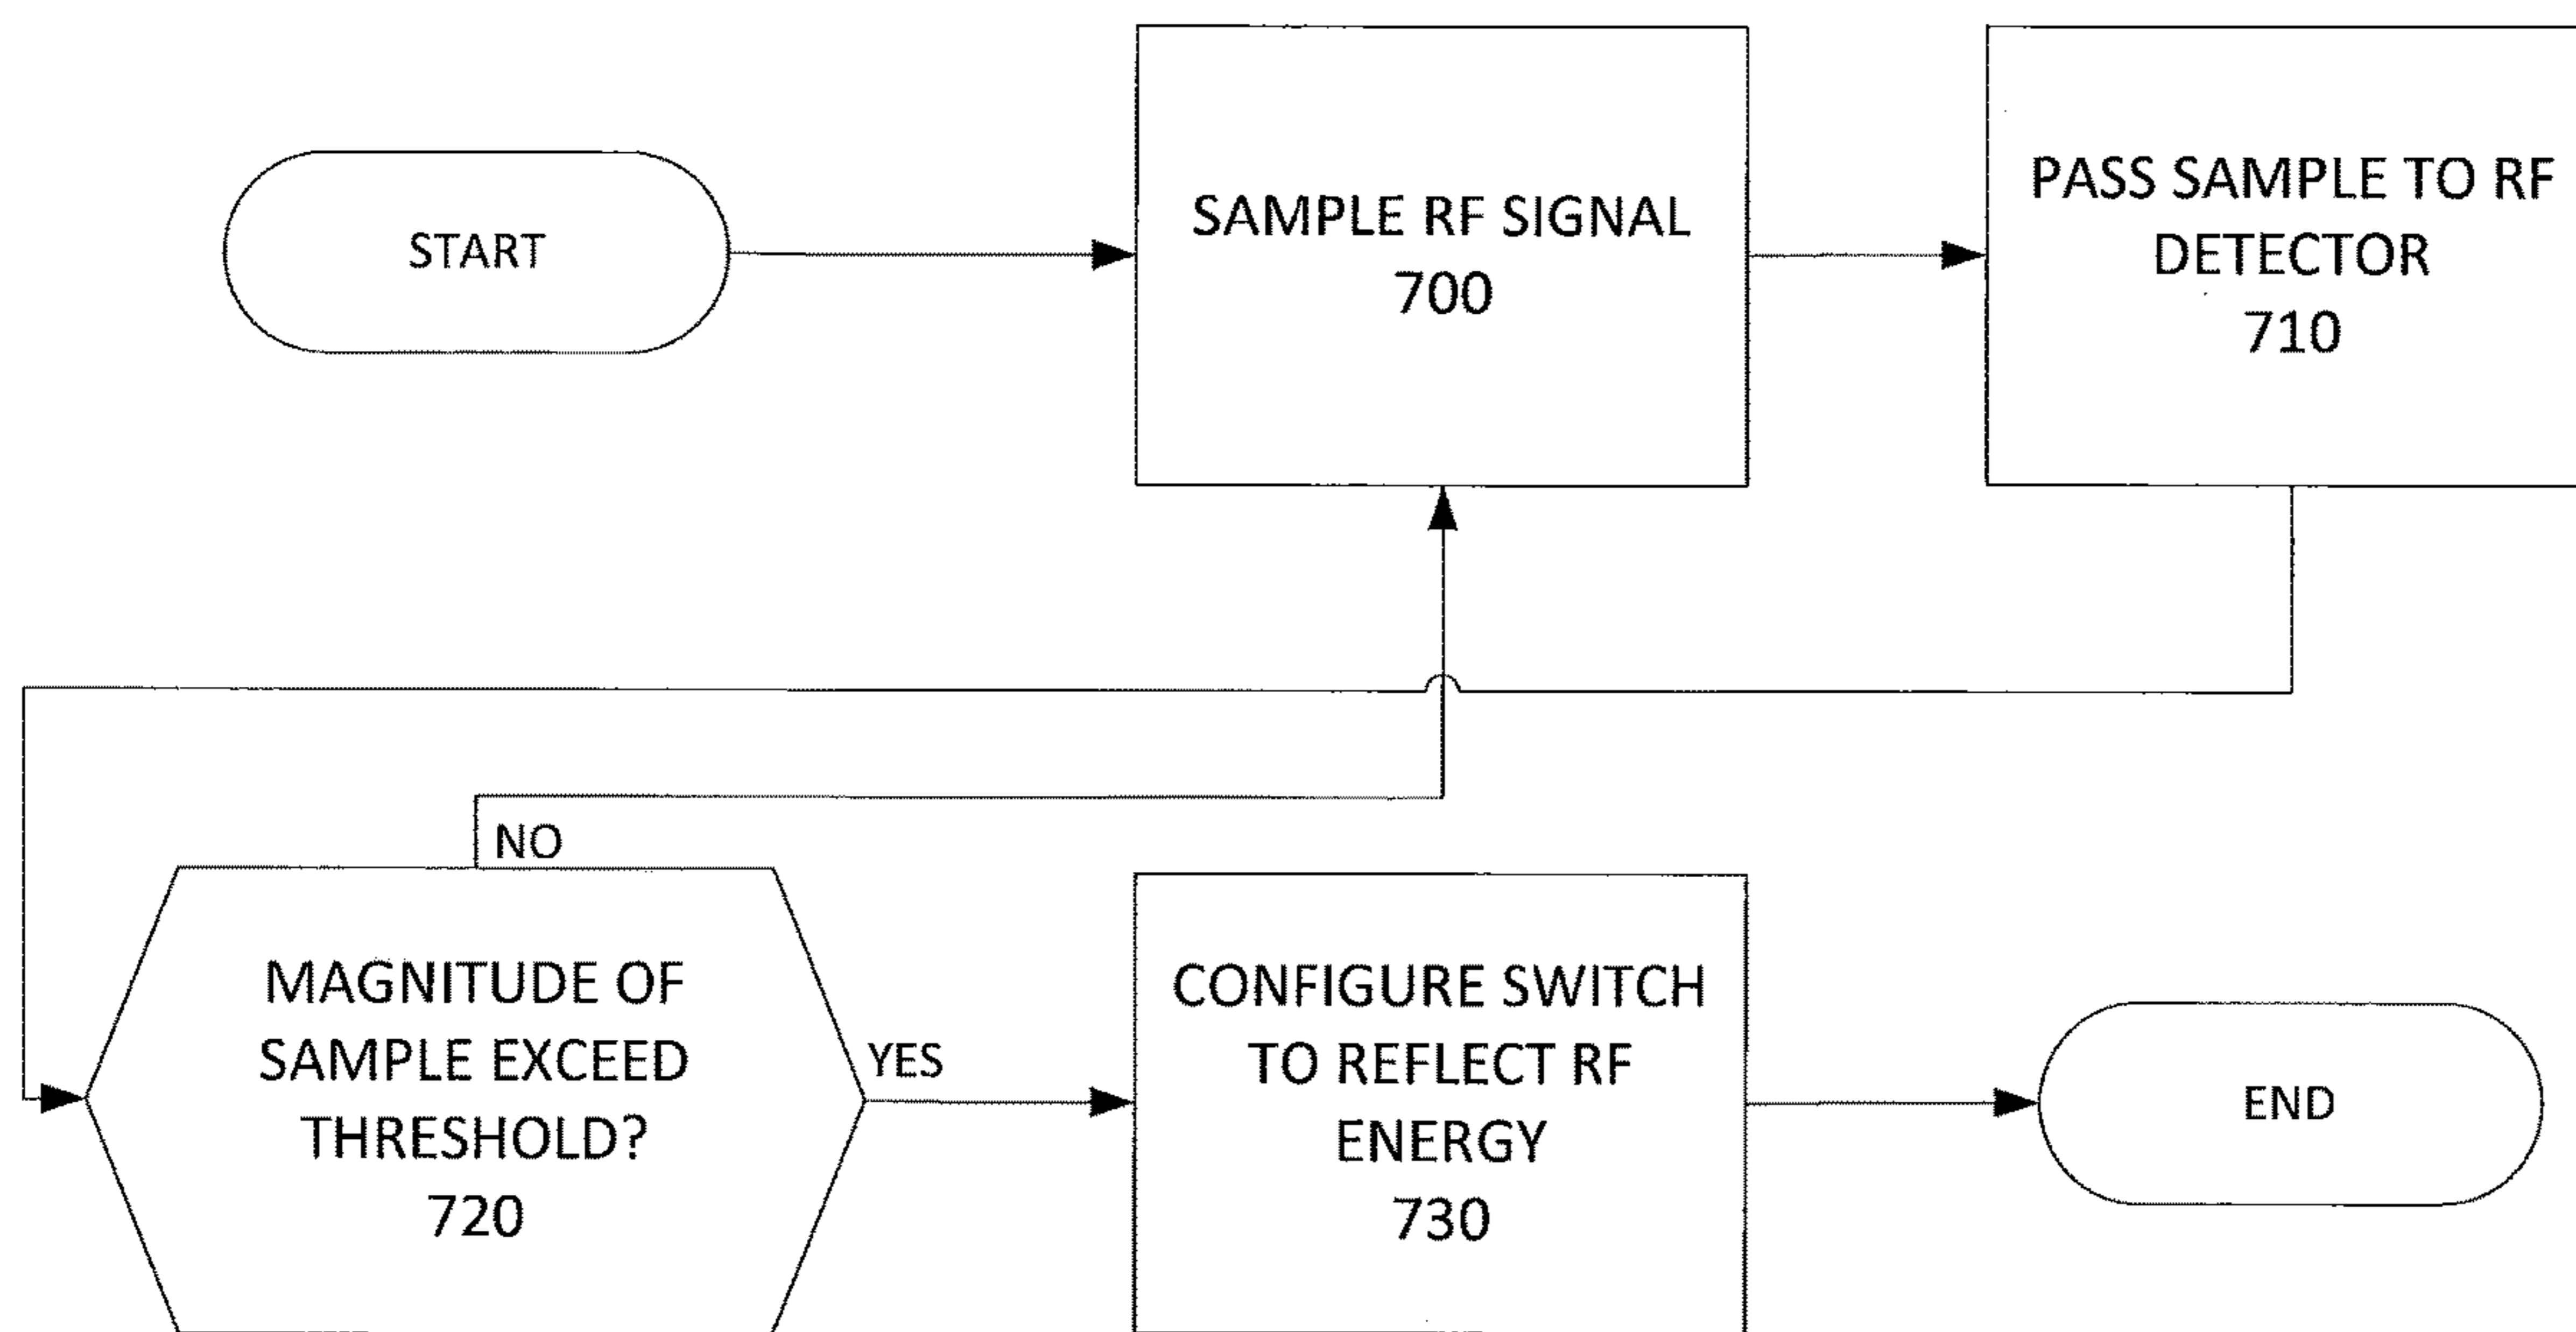 START
SAMPLE RF SIGNAL
700
PASS SAMPLE TO RF
DETECTOR
710
NO
MAGNITUDE OF
SAMPLE EXCEED
THRESHOLD?
720
YES
CONFIGURE SWITCH
TO REFLECT RF
ENERGY
730
END